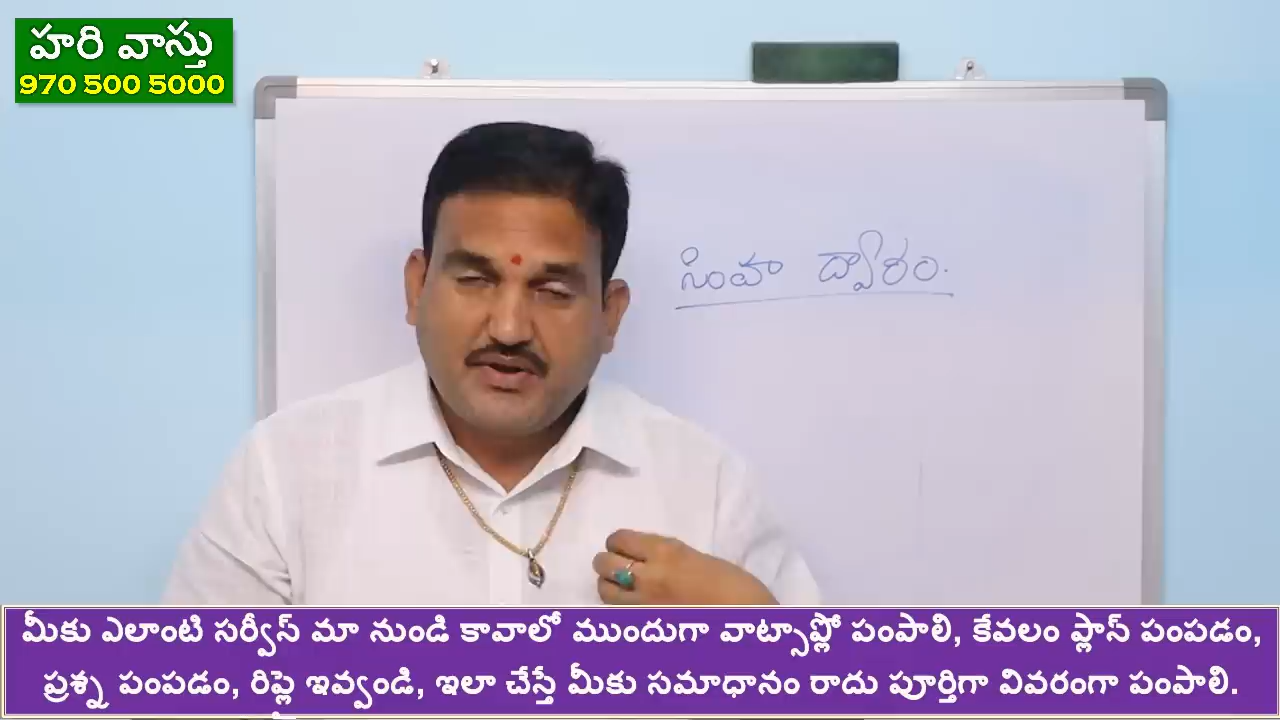 హరి వాస్తు
970 500 5000
సింహ ద్వారం.
మీకు ఎలాంటి సర్వీస్ మా నుండి కావాలో ముందుగా వాట్సాప్లో పంపాలి, కేవలం ప్లాన్ పంపడం,
ప్రశ్న పంపడం, రిప్లై ఇవ్వండి, ఇలా చేస్తే మీకు సమాధానం రాదు పూర్తిగా వివరంగా పంపాలి.